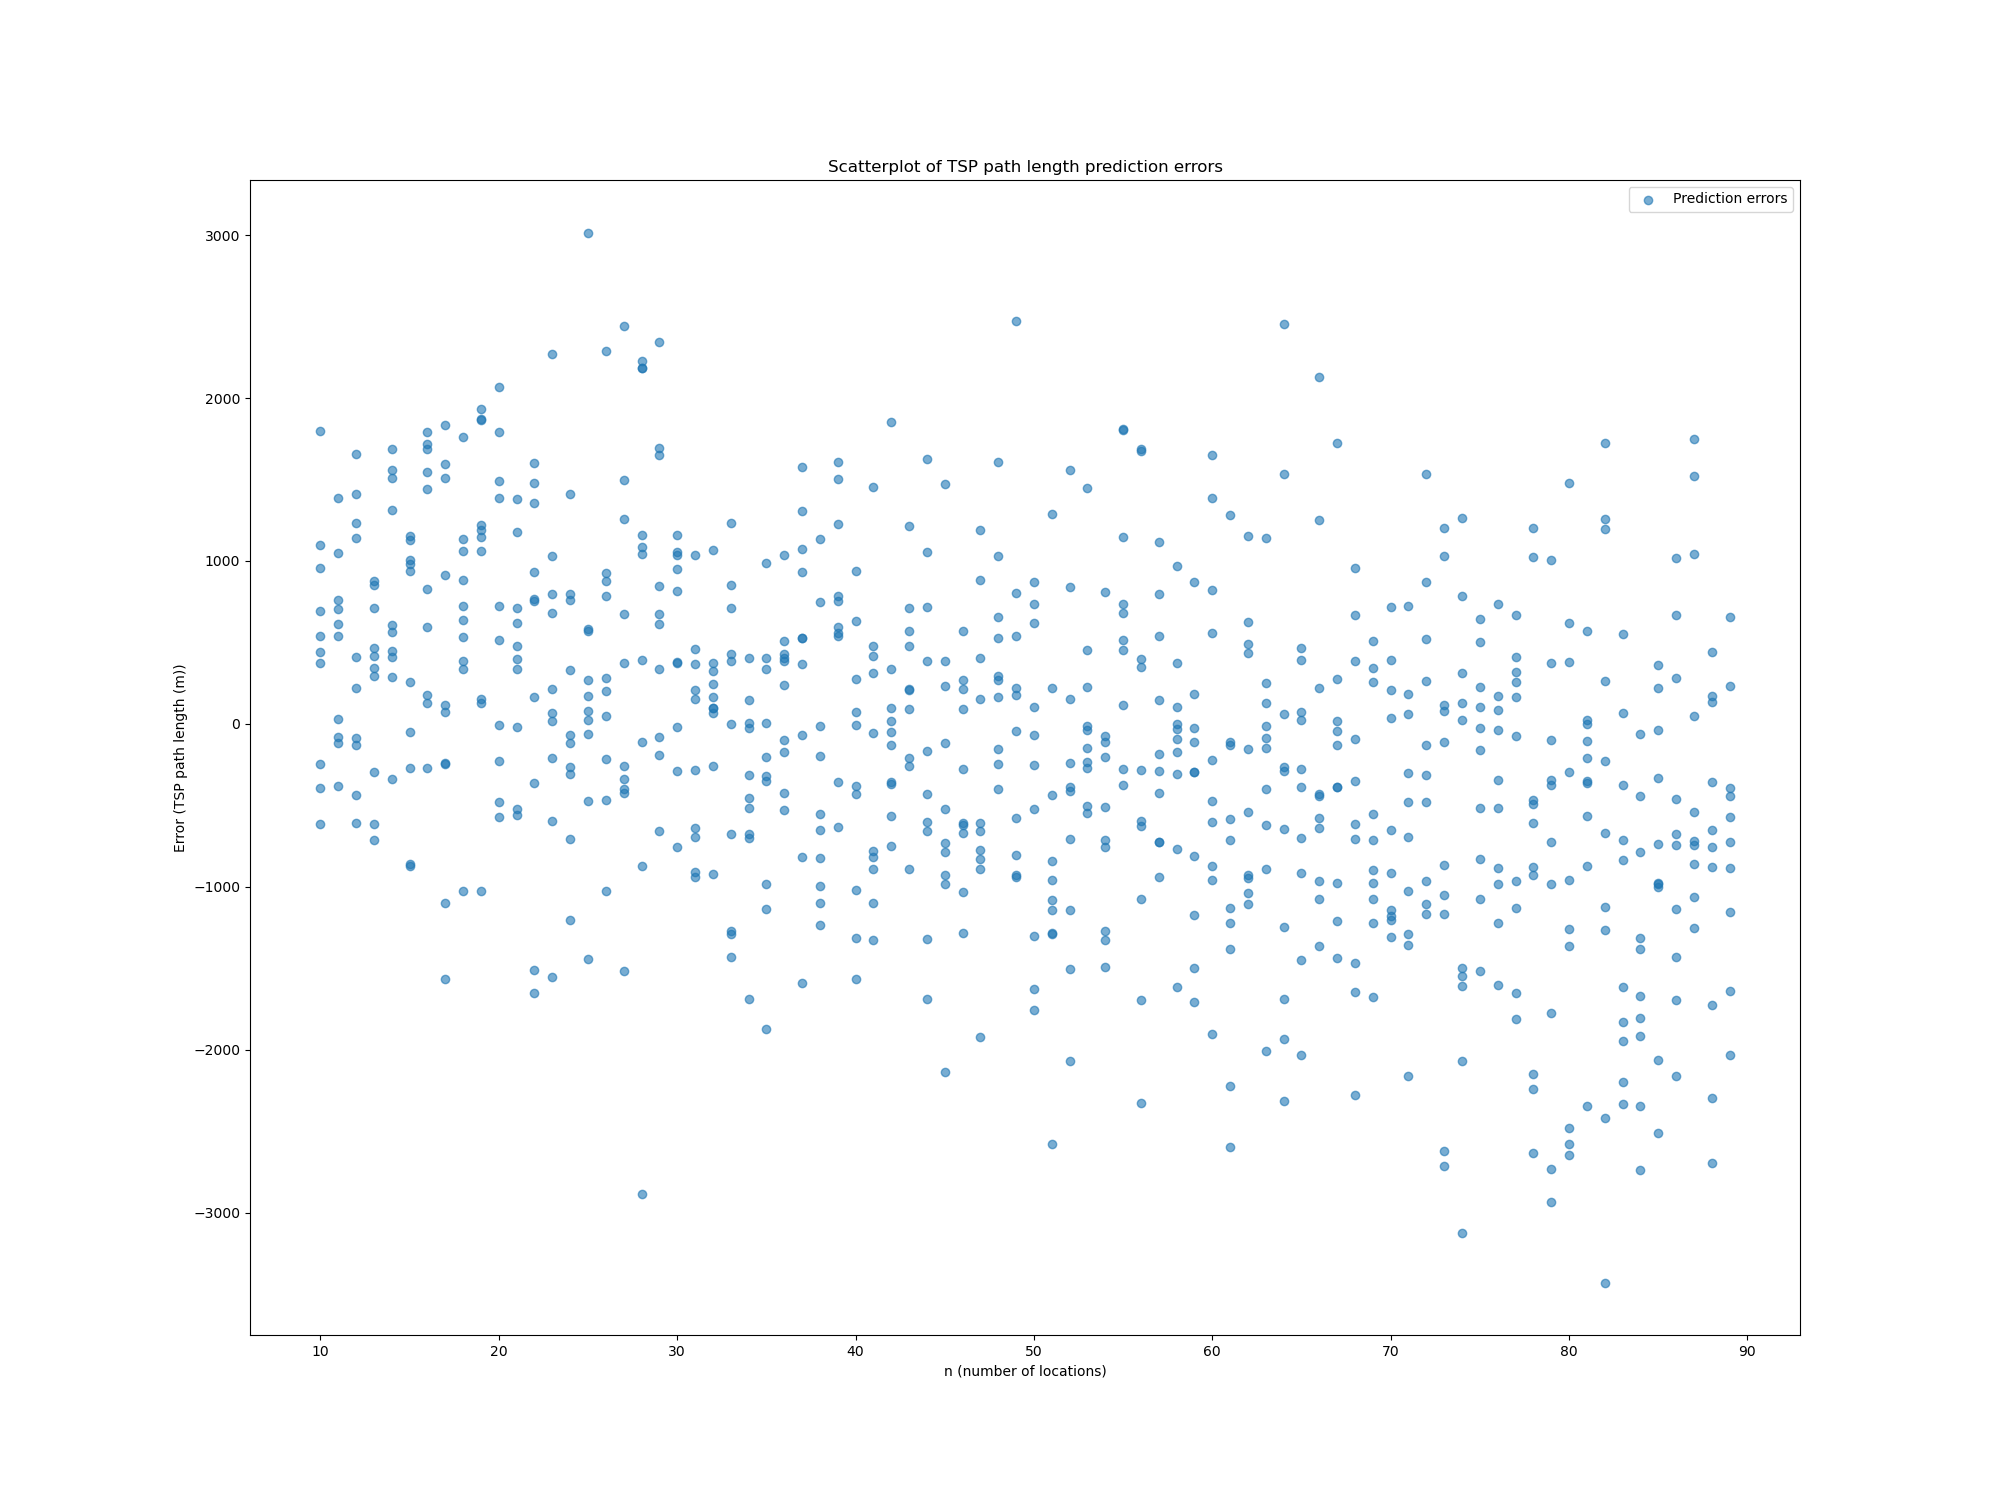 Scatterplot of TSP path length prediction errors
Prediction errors
3000
2000
1000
0
−1000
−2000
−3000
Error (TSP path length (m))
10 20 30 40 50 60 70 80 90
n (number of locations)